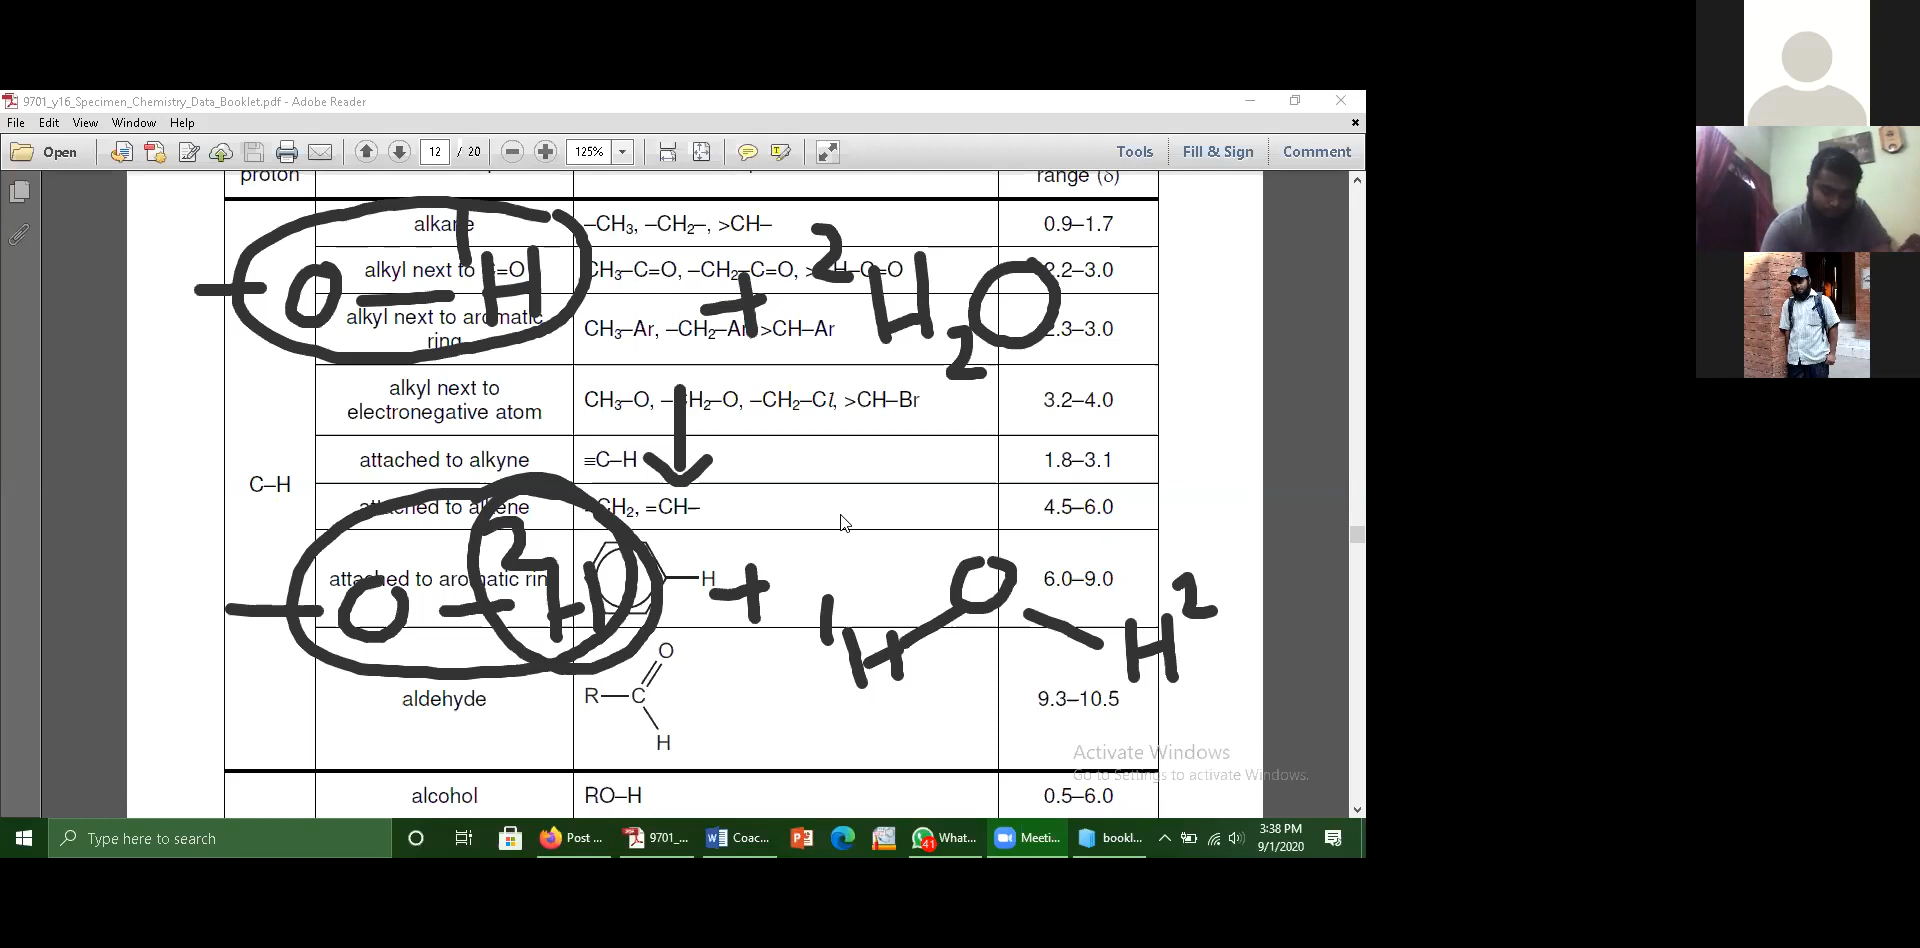 9701_y16_Specimen_Chemistry_Data_Booklet.pdf - Adobe Reader
File Edit View Window Help
Open 12 / 20 125% Tools Fill & Sign Comment
proton range (δ)
alkane –CH₃, –CH₂–, >CH– 0.9–1.7
alkyl next to C=O CH₃–C=O, –CH₂–C=O, >CH–C=O 2.2–3.0
–O–¹H + ²H₂O
alkyl next to aromatic
ring CH₃–Ar, –CH₂–Ar, >CH–Ar 2.3–3.0
alkyl next to
electronegative atom CH₃–O, –CH₂–O, –CH₂–Cl, >CH–Br 3.2–4.0
attached to alkyne ≡C–H 1.8–3.1
C–H
attached to alkene =CH₂, =CH– 4.5–6.0
attached to aromatic ring H 6.0–9.0
–O–²H + ¹H–O–H²
aldehyde R–C O H 9.3–10.5
Activate Windows
Go to Settings to activate Windows.
alcohol RO–H 0.5–6.0
Type here to search Post ... 9701_... Coac... What... 41 Meeti... bookl... 3:38 PM
9/1/2020